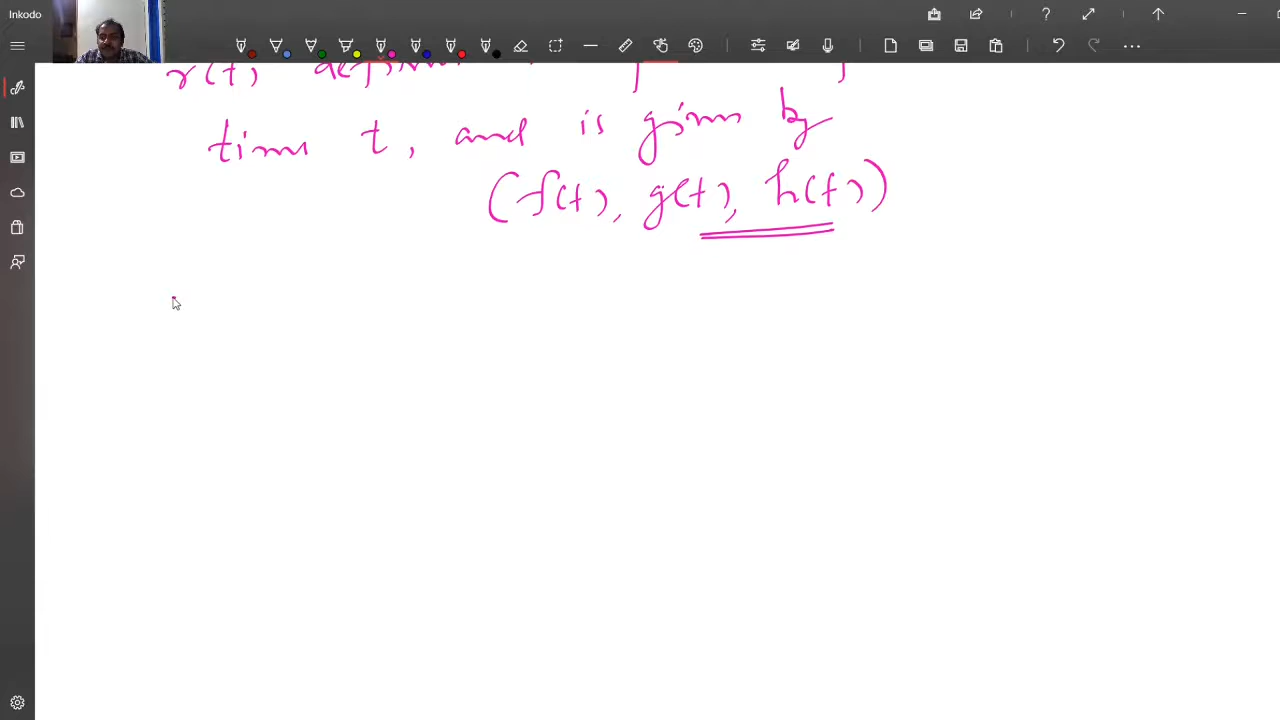 Inkodo
r(t)
time t, and is given by
(f(t), g(t), h(t))